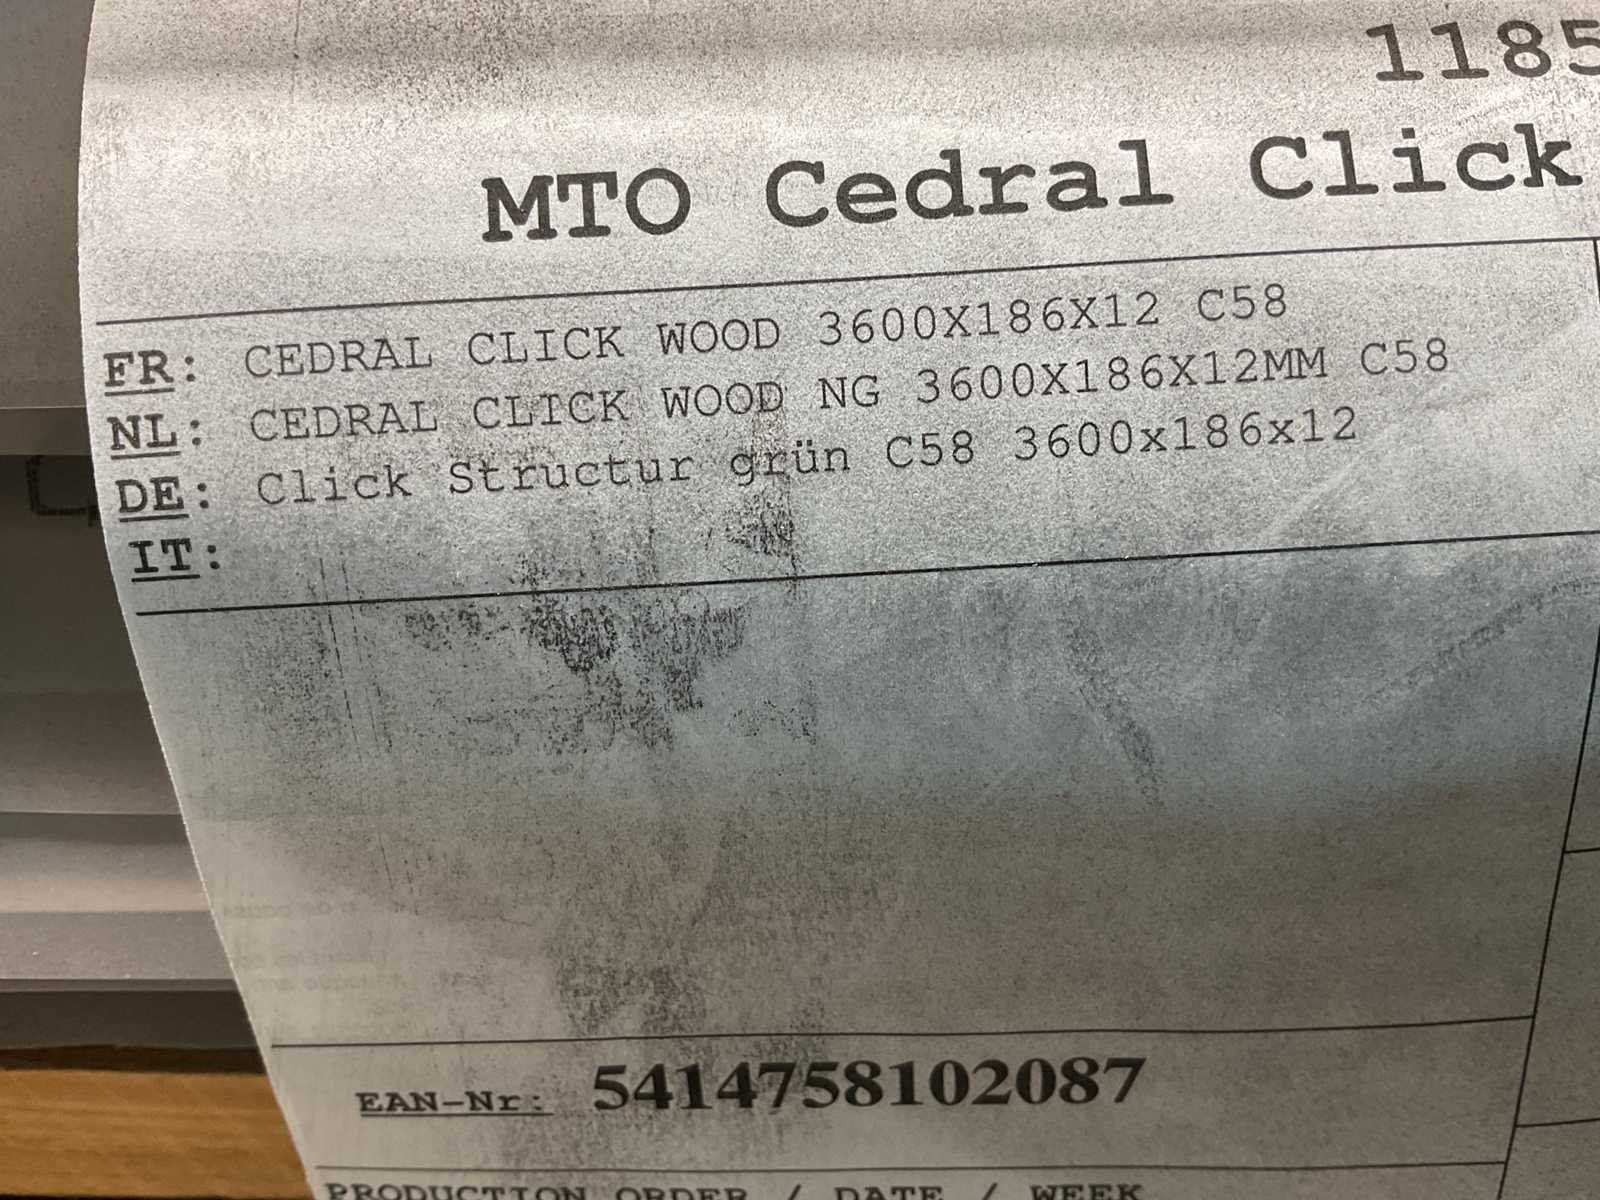 1185
MTO Cedral Click
FR: CEDRAL CLICK WOOD 3600X186X12 C58
NL: CEDRAL CLICK WOOD NG 3600X186X12MM C58
DE: Click Structur grün C58 3600x186x12
IT:
EAN-Nr: 5414758102087
PRODUCTION ORDER / DATE / WEEK